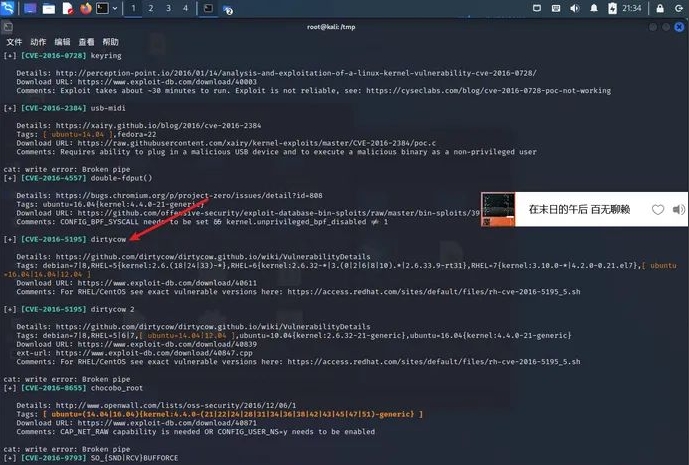 1 2 3 4
21:34
root@kali: /tmp
文件 动作 编辑 查看 帮助
[+] [CVE-2016-0728] keyring
Details: http://perception-point.io/2016/01/14/analysis-and-exploitation-of-a-linux-kernel-vulnerability-cve-2016-0728/
Download URL: https://www.exploit-db.com/download/40003
Comments: Exploit takes about ~30 minutes to run. Exploit is not reliable, see: https://cyseclabs.com/blog/cve-2016-0728-poc-not-working
[+] [CVE-2016-2384] usb-midi
Details: https://xairy.github.io/blog/2016/cve-2016-2384
Tags: [ ubuntu=14.04 ],fedora=22
Download URL: https://raw.githubusercontent.com/xairy/kernel-exploits/master/CVE-2016-2384/poc.c
Comments: Requires ability to plug in a malicious USB device and to execute a malicious binary as a non-privileged user
cat: write error: Broken pipe
[+] [CVE-2016-4557] double-fdput()
Details: https://bugs.chromium.org/p/project-zero/issues/detail?id=808
Tags: ubuntu=16.04{kernel:4.4.0-21-generic}
Download URL: https://github.com/offensive-security/exploit-database-bin-sploits/raw/master/bin-sploits/39
Comments: CONFIG_BPF_SYSCALL needs to be set && kernel.unprivileged_bpf_disabled ≠ 1
在末日的午后 百无聊赖
[+] [CVE-2016-5195] dirtycow
Details: https://github.com/dirtycow/dirtycow.github.io/wiki/VulnerabilityDetails
Tags: debian=7|8,RHEL=5{kernel:2.6.(18|24|33)-*},RHEL=6{kernel:2.6.32-*|3.(0|2|6|8|10).*|2.6.33.9-rt31},RHEL=7{kernel:3.10.0-*|4.2.0-0.21.el7},[ ubuntu
=16.04|14.04|12.04 ]
Download URL: https://www.exploit-db.com/download/40611
Comments: For RHEL/CentOS see exact vulnerable versions here: https://access.redhat.com/sites/default/files/rh-cve-2016-5195_5.sh
[+] [CVE-2016-5195] dirtycow 2
Details: https://github.com/dirtycow/dirtycow.github.io/wiki/VulnerabilityDetails
Tags: debian=7|8,RHEL=5|6|7,[ ubuntu=14.04|12.04 ],ubuntu=10.04{kernel:2.6.32-21-generic},ubuntu=16.04{kernel:4.4.0-21-generic}
Download URL: https://www.exploit-db.com/download/40839
ext-url: https://www.exploit-db.com/download/40847.cpp
Comments: For RHEL/CentOS see exact vulnerable versions here: https://access.redhat.com/sites/default/files/rh-cve-2016-5195_5.sh
cat: write error: Broken pipe
[+] [CVE-2016-8655] chocobo_root
Details: http://www.openwall.com/lists/oss-security/2016/12/06/1
Tags: [ ubuntu=(14.04|16.04){kernel:4.4.0-(21|22|24|28|31|34|36|38|42|43|45|47|51)-generic} ]
Download URL: https://www.exploit-db.com/download/40871
Comments: CAP_NET_RAW capability is needed OR CONFIG_USER_NS=y needs to be enabled
cat: write error: Broken pipe
[+] [CVE-2016-9793] SO_{SND|RCV}BUFFORCE